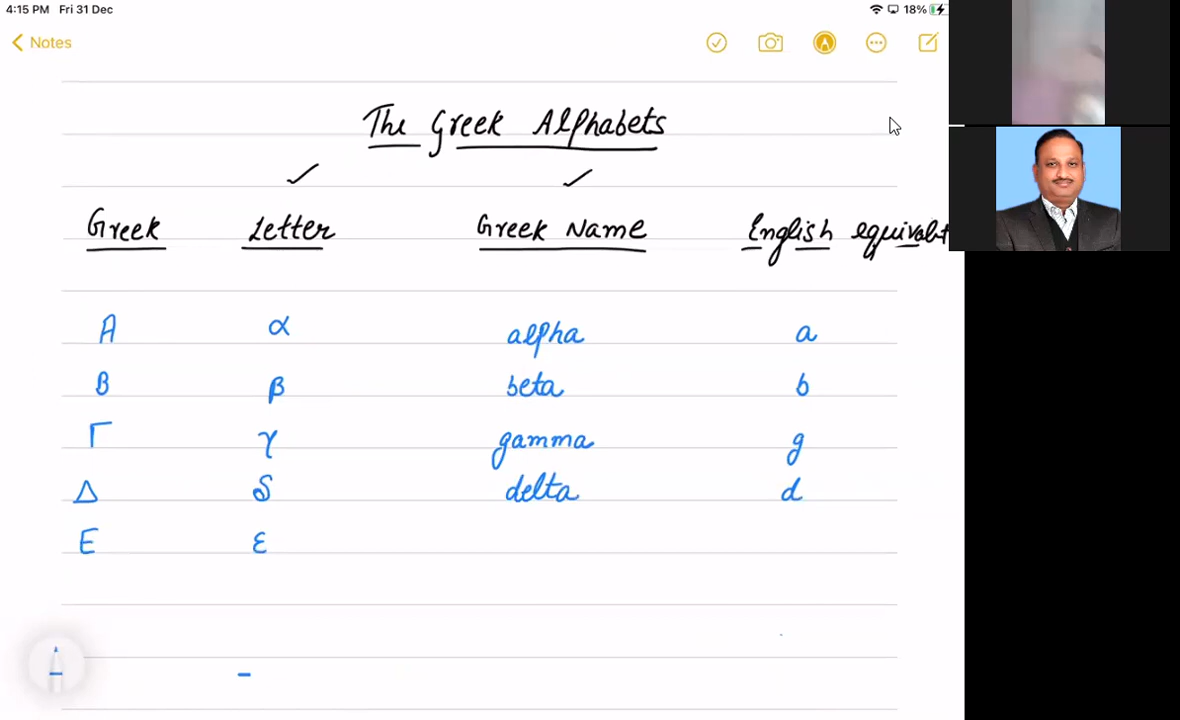 4:15 PM Fri 31 Dec 18%
Notes
The Greek Alphabets
Greek Letter Greek Name English equivalt
Α α alpha a
Β β beta b
Γ γ gamma g
Δ δ delta d
Ε ε